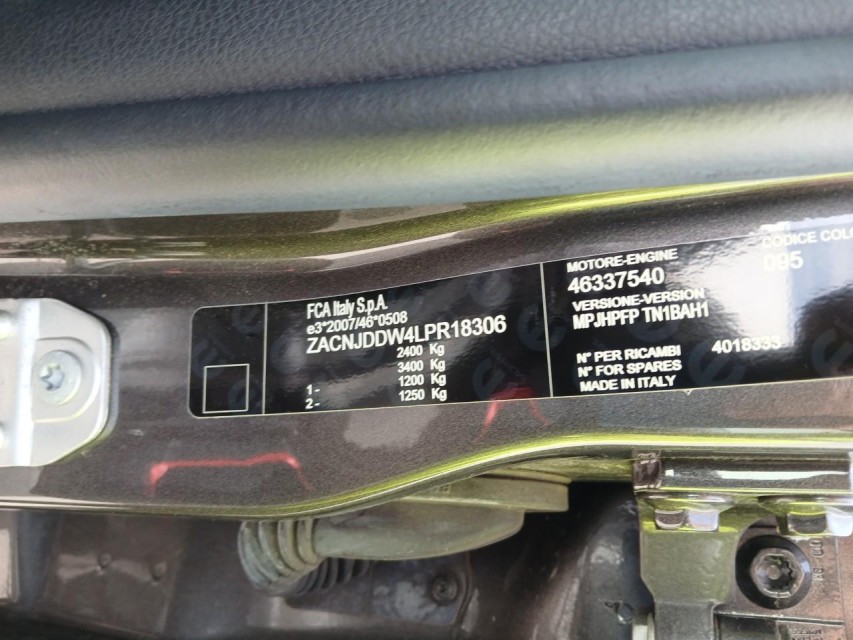 FCA Italy S.p.A.
e3*2007/46*0508
ZACNJDDW4LPR18306
2400 Kg
3400 Kg
1- 1200 Kg
2- 1250 Kg
MOTORE-ENGINE
46337540
VERSIONE-VERSION
MPJHPFP TN1BAH1
N° PER RICAMBI 4018333
N° FOR SPARES
MADE IN ITALY
CODICE COLO
095